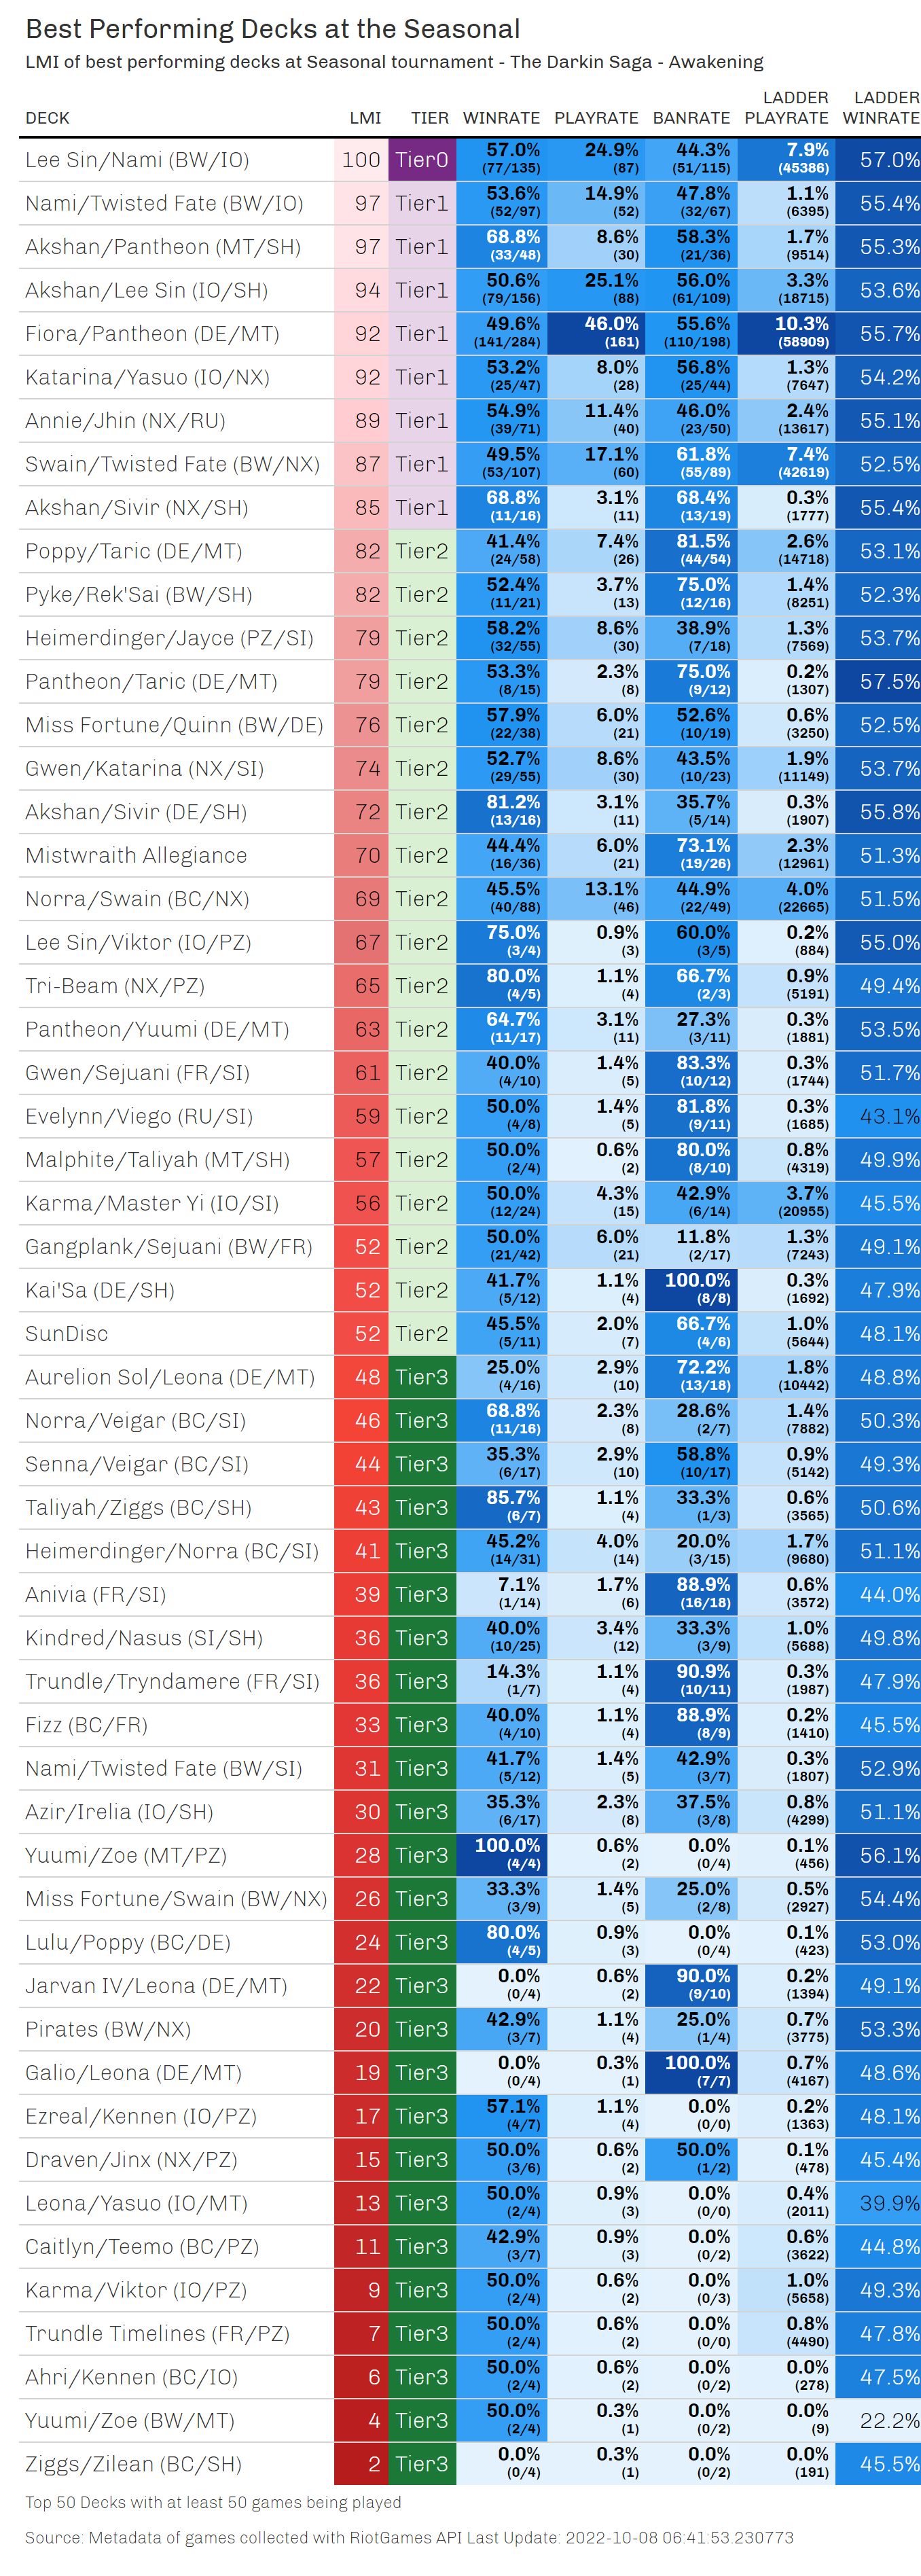 Best Performing Decks at the Seasonal
LMI of best performing decks at Seasonal tournament - The Darkin Saga - Awakening
DECK LMI TIER WINRATE PLAYRATE BANRATE LADDER PLAYRATE LADDER WINRATE
Lee Sin/Nami (BW/IO) 100 Tier0 57.0% (77/135) 24.9% (87) 44.3% (51/115) 7.9% (45386) 57.0%
Nami/Twisted Fate (BW/IO) 97 Tier1 53.6% (52/97) 14.9% (52) 47.8% (32/67) 1.1% (6395) 55.4%
Akshan/Pantheon (MT/SH) 97 Tier1 68.8% (33/48) 8.6% (30) 58.3% (21/36) 1.7% (9514) 55.3%
Akshan/Lee Sin (IO/SH) 94 Tier1 50.6% (79/156) 25.1% (88) 56.0% (61/109) 3.3% (18715) 53.6%
Fiora/Pantheon (DE/MT) 92 Tier1 49.6% (141/284) 46.0% (161) 55.6% (110/198) 10.3% (58909) 55.7%
Katarina/Yasuo (IO/NX) 92 Tier1 53.2% (25/47) 8.0% (28) 56.8% (25/44) 1.3% (7647) 54.2%
Annie/Jhin (NX/RU) 89 Tier1 54.9% (39/71) 11.4% (40) 46.0% (23/50) 2.4% (13617) 55.1%
Swain/Twisted Fate (BW/NX) 87 Tier1 49.5% (53/107) 17.1% (60) 61.8% (55/89) 7.4% (42619) 52.5%
Akshan/Sivir (NX/SH) 85 Tier1 68.8% (11/16) 3.1% (11) 68.4% (13/19) 0.3% (1777) 55.4%
Poppy/Taric (DE/MT) 82 Tier2 41.4% (24/58) 7.4% (26) 81.5% (44/54) 2.6% (14718) 53.1%
Pyke/Rek'Sai (BW/SH) 82 Tier2 52.4% (11/21) 3.7% (13) 75.0% (12/16) 1.4% (8251) 52.3%
Heimerdinger/Jayce (PZ/SI) 79 Tier2 58.2% (32/55) 8.6% (30) 38.9% (7/18) 1.3% (7569) 53.7%
Pantheon/Taric (DE/MT) 79 Tier2 53.3% (8/15) 2.3% (8) 75.0% (9/12) 0.2% (1307) 57.5%
Miss Fortune/Quinn (BW/DE) 76 Tier2 57.9% (22/38) 6.0% (21) 52.6% (10/19) 0.6% (3250) 52.5%
Gwen/Katarina (NX/SI) 74 Tier2 52.7% (29/55) 8.6% (30) 43.5% (10/23) 1.9% (11149) 53.7%
Akshan/Sivir (DE/SH) 72 Tier2 81.2% (13/16) 3.1% (11) 35.7% (5/14) 0.3% (1907) 55.8%
Mistwraith Allegiance 70 Tier2 44.4% (16/36) 6.0% (21) 73.1% (19/26) 2.3% (12961) 51.3%
Norra/Swain (BC/NX) 69 Tier2 45.5% (40/88) 13.1% (46) 44.9% (22/49) 4.0% (22665) 51.5%
Lee Sin/Viktor (IO/PZ) 67 Tier2 75.0% (3/4) 0.9% (3) 60.0% (3/5) 0.2% (884) 55.0%
Tri-Beam (NX/PZ) 65 Tier2 80.0% (4/5) 1.1% (4) 66.7% (2/3) 0.9% (5191) 49.4%
Pantheon/Yuumi (DE/MT) 63 Tier2 64.7% (11/17) 3.1% (11) 27.3% (3/11) 0.3% (1881) 53.5%
Gwen/Sejuani (FR/SI) 61 Tier2 40.0% (4/10) 1.4% (5) 83.3% (10/12) 0.3% (1744) 51.7%
Evelynn/Viego (RU/SI) 59 Tier2 50.0% (4/8) 1.4% (5) 81.8% (9/11) 0.3% (1685) 43.1%
Malphite/Taliyah (MT/SH) 57 Tier2 50.0% (2/4) 0.6% (2) 80.0% (8/10) 0.8% (4319) 49.9%
Karma/Master Yi (IO/SI) 56 Tier2 50.0% (12/24) 4.3% (15) 42.9% (6/14) 3.7% (20955) 45.5%
Gangplank/Sejuani (BW/FR) 52 Tier2 50.0% (21/42) 6.0% (21) 11.8% (2/17) 1.3% (7243) 49.1%
Kai'Sa (DE/SH) 52 Tier2 41.7% (5/12) 1.1% (4) 100.0% (8/8) 0.3% (1692) 47.9%
SunDisc 52 Tier2 45.5% (5/11) 2.0% (7) 66.7% (4/6) 1.0% (5644) 48.1%
Aurelion Sol/Leona (DE/MT) 48 Tier3 25.0% (4/16) 2.9% (10) 72.2% (13/18) 1.8% (10442) 48.8%
Norra/Veigar (BC/SI) 46 Tier3 68.8% (11/16) 2.3% (8) 28.6% (2/7) 1.4% (7882) 50.3%
Senna/Veigar (BC/SI) 44 Tier3 35.3% (6/17) 2.9% (10) 58.8% (10/17) 0.9% (5142) 49.3%
Taliyah/Ziggs (BC/SH) 43 Tier3 85.7% (6/7) 1.1% (4) 33.3% (1/3) 0.6% (3565) 50.6%
Heimerdinger/Norra (BC/SI) 41 Tier3 45.2% (14/31) 4.0% (14) 20.0% (3/15) 1.7% (9680) 51.1%
Anivia (FR/SI) 39 Tier3 7.1% (1/14) 1.7% (6) 88.9% (16/18) 0.6% (3572) 44.0%
Kindred/Nasus (SI/SH) 36 Tier3 40.0% (10/25) 3.4% (12) 33.3% (3/9) 1.0% (5688) 49.8%
Trundle/Tryndamere (FR/SI) 36 Tier3 14.3% (1/7) 1.1% (4) 90.9% (10/11) 0.3% (1987) 47.9%
Fizz (BC/FR) 33 Tier3 40.0% (4/10) 1.1% (4) 88.9% (8/9) 0.2% (1410) 45.5%
Nami/Twisted Fate (BW/SI) 31 Tier3 41.7% (5/12) 1.4% (5) 42.9% (3/7) 0.3% (1807) 52.9%
Azir/Irelia (IO/SH) 30 Tier3 35.3% (6/17) 2.3% (8) 37.5% (3/8) 0.8% (4299) 51.1%
Yuumi/Zoe (MT/PZ) 28 Tier3 100.0% (4/4) 0.6% (2) 0.0% (0/4) 0.1% (456) 56.1%
Miss Fortune/Swain (BW/NX) 26 Tier3 33.3% (3/9) 1.4% (5) 25.0% (2/8) 0.5% (2927) 54.4%
Lulu/Poppy (BC/DE) 24 Tier3 80.0% (4/5) 0.9% (3) 0.0% (0/4) 0.1% (423) 53.0%
Jarvan IV/Leona (DE/MT) 22 Tier3 0.0% (0/4) 0.6% (2) 90.0% (9/10) 0.2% (1394) 49.1%
Pirates (BW/NX) 20 Tier3 42.9% (3/7) 1.1% (4) 25.0% (1/4) 0.7% (3775) 53.3%
Galio/Leona (DE/MT) 19 Tier3 0.0% (0/4) 0.3% (1) 100.0% (7/7) 0.7% (4167) 48.6%
Ezreal/Kennen (IO/PZ) 17 Tier3 57.1% (4/7) 1.1% (4) 0.0% (0/0) 0.2% (1363) 48.1%
Draven/Jinx (NX/PZ) 15 Tier3 50.0% (3/6) 0.6% (2) 50.0% (1/2) 0.1% (478) 45.4%
Leona/Yasuo (IO/MT) 13 Tier3 50.0% (2/4) 0.9% (3) 0.0% (0/0) 0.4% (2011) 39.9%
Caitlyn/Teemo (BC/PZ) 11 Tier3 42.9% (3/7) 0.9% (3) 0.0% (0/2) 0.6% (3622) 44.8%
Karma/Viktor (IO/PZ) 9 Tier3 50.0% (2/4) 0.6% (2) 0.0% (0/3) 1.0% (5658) 49.3%
Trundle Timelines (FR/PZ) 7 Tier3 50.0% (2/4) 0.6% (2) 0.0% (0/0) 0.8% (4490) 47.8%
Ahri/Kennen (BC/IO) 6 Tier3 50.0% (2/4) 0.6% (2) 0.0% (0/2) 0.0% (278) 47.5%
Yuumi/Zoe (BW/MT) 4 Tier3 50.0% (2/4) 0.3% (1) 0.0% (0/2) 0.0% (9) 22.2%
Ziggs/Zilean (BC/SH) 2 Tier3 0.0% (0/4) 0.3% (1) 0.0% (0/2) 0.0% (191) 45.5%
Top 50 Decks with at least 50 games being played
Source: Metadata of games collected with RiotGames API Last Update: 2022-10-08 06:41:53.230773